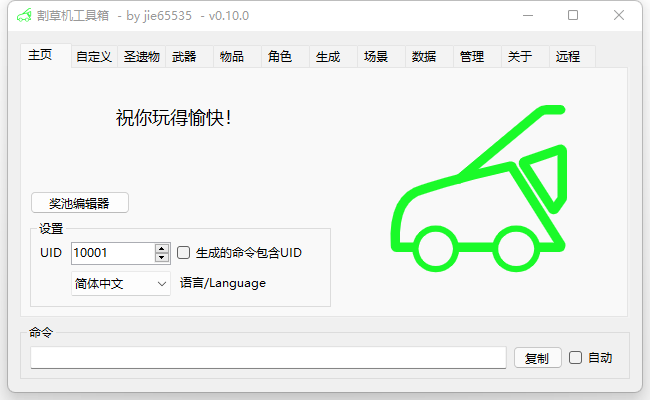 割草机工具箱 - by jie65535 - v0.10.0
主页 自定义 圣遗物 武器 物品 角色 生成 场景 数据 管理 关于 远程
祝你玩得愉快!
奖池编辑器
设置
UID 10001 生成的命令包含UID
简体中文 语言/Language
命令
复制 自动